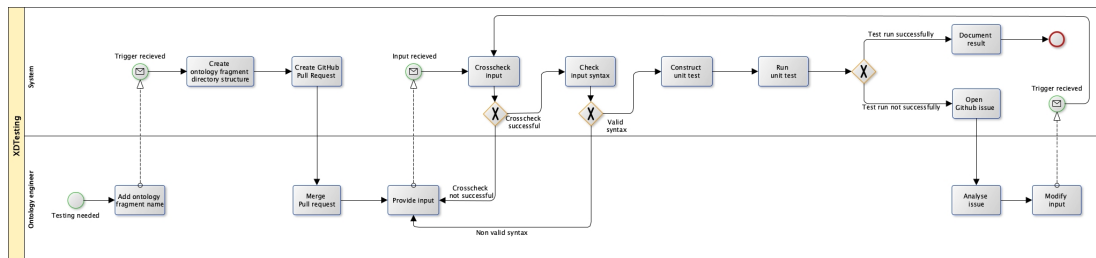 XDTesting
System
Ontology engineer
Testing needed
Add ontology
fragment name
Trigger recieved
Create
ontology fragment
directory structure
Create GitHub
Pull Request
Merge
Pull request
Provide input
Input recieved
Crosscheck
input
Crosscheck
successful
Crosscheck
not successful
Check
input syntax
Valid
syntax
Non valid syntax
Construct
unit test
Run
unit test
Test run successfully
Document
result
Test run not successfully
Open
Github issue
Analyse
issue
Modify
input
Trigger recieved